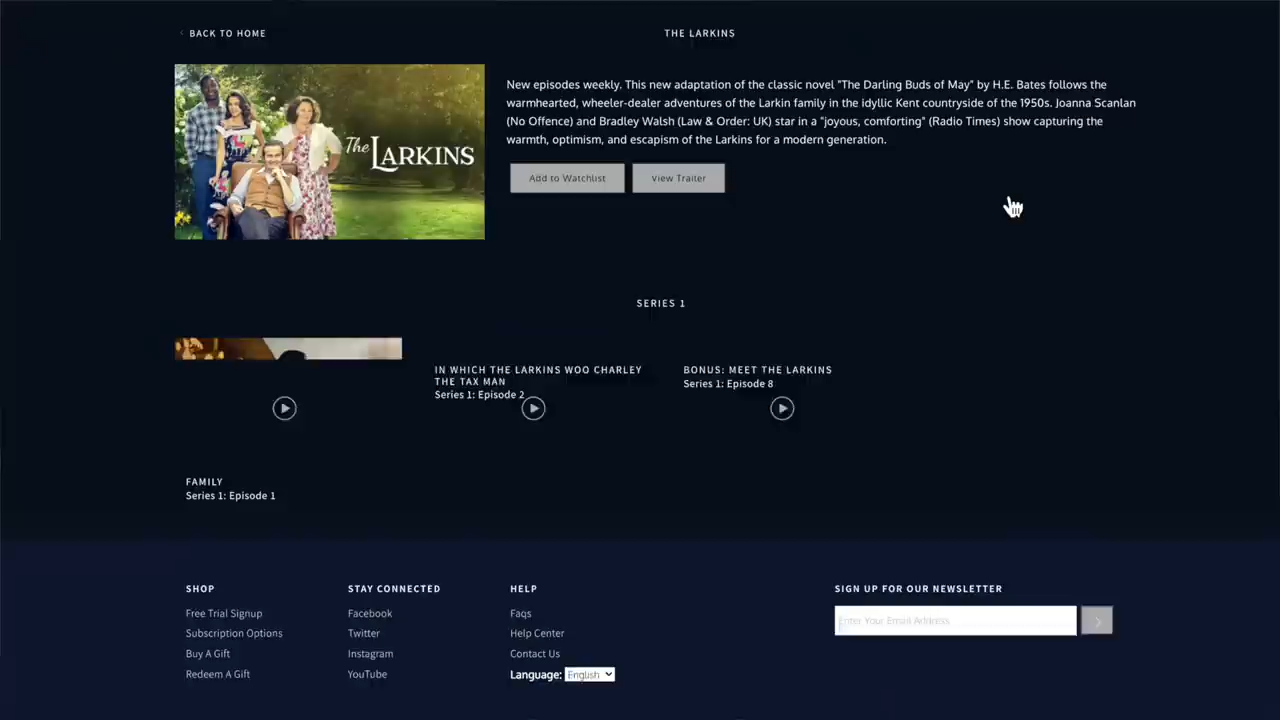 BACK TO HOME
THE LARKINS
The LARKINS
New episodes weekly. This new adaptation of the classic novel "The Darling Buds of May" by H.E. Bates follows the
warmhearted, wheeler-dealer adventures of the Larkin family in the idyllic Kent countryside of the 1950s. Joanna Scanlan
(No Offence) and Bradley Walsh (Law & Order: UK) star in a "joyous, comforting" (Radio Times) show capturing the
warmth, optimism, and escapism of the Larkins for a modern generation.
Add to Watchlist
View Trailer
SERIES 1
FAMILY
Series 1: Episode 1
IN WHICH THE LARKINS WOO CHARLEY
THE TAX MAN
Series 1: Episode 2
BONUS: MEET THE LARKINS
Series 1: Episode 8
SHOP
Free Trial Signup
Subscription Options
Buy A Gift
Redeem A Gift
STAY CONNECTED
Facebook
Twitter
Instagram
YouTube
HELP
Faqs
Help Center
Contact Us
Language: English
SIGN UP FOR OUR NEWSLETTER
Enter Your Email Address